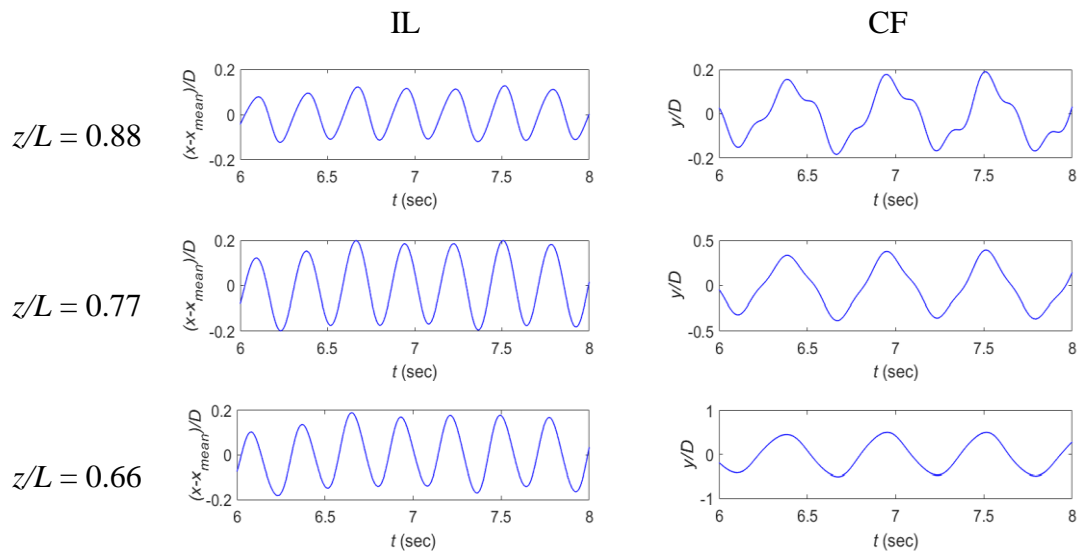 IL CF
z/L = 0.88
(x-x_mean)/D
0.2
0
-0.2
6 6.5 7 7.5 8
t (sec)
y/D
0.2
0
-0.2
6 6.5 7 7.5 8
t (sec)
z/L = 0.77
(x-x_mean)/D
0.2
0
-0.2
6 6.5 7 7.5 8
t (sec)
y/D
0.5
0
-0.5
6 6.5 7 7.5 8
t (sec)
z/L = 0.66
(x-x_mean)/D
0.2
0
-0.2
6 6.5 7 7.5 8
t (sec)
y/D
1
0
-1
6 6.5 7 7.5 8
t (sec)